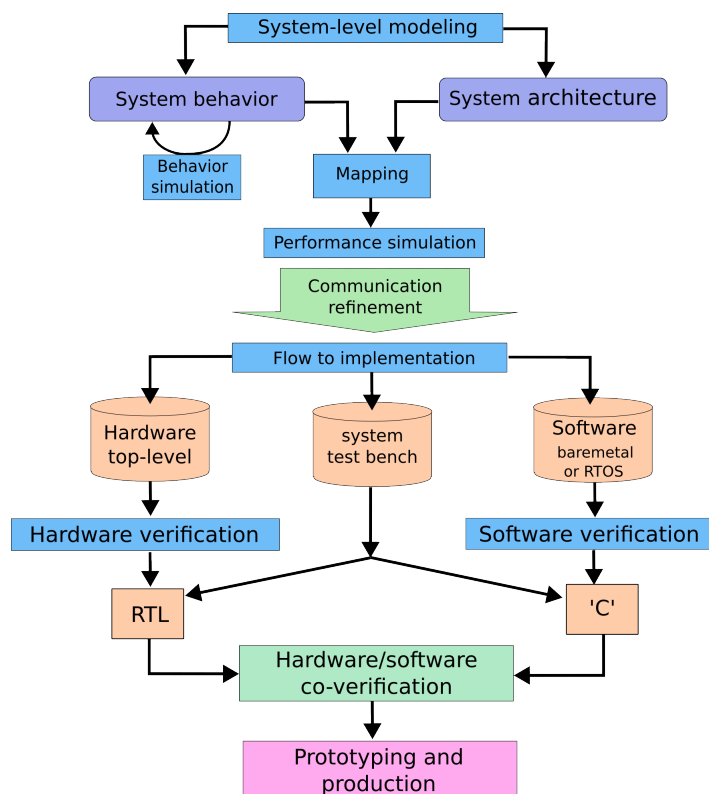 System-level modeling
System behavior
System architecture
Behavior
simulation
Mapping
Performance simulation
Communication
refinement
Flow to implementation
Hardware
top-level
system
test bench
Software
baremetal
or RTOS
Hardware verification
Software verification
RTL
'C'
Hardware/software
co-verification
Prototyping and
production